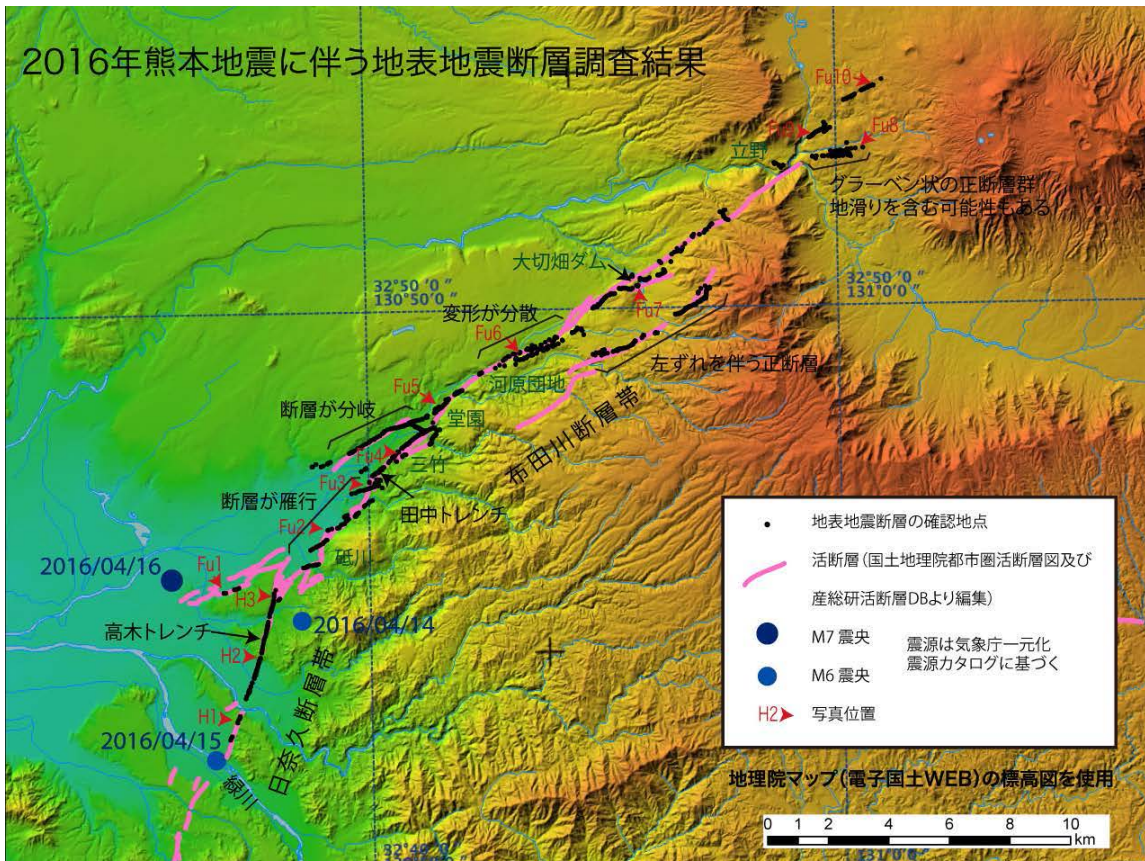 2016年熊本地震に伴う地表地震断層調査結果
Fu10
Fu8
立野
グラーベン状の正断層群
地滑りを含む可能性もある
大切畑ダム
32°50 '0 "
130°50'0 "
32°50 '0 "
131°0'0 "
変形が分散
Fu7
Fu6
左ずれを伴う正断層
河原団地
Fu5
断層が分岐
堂園
布田川断層帯
Fu4
三竹
Fu3
断層が雁行
田中トレンチ
Fu2
砥川
2016/04/16
Fu1
H3
2016/04/14
高木トレンチ
H2
日奈久断層帯
H1
2016/04/15
緑川
地表地震断層の確認地点
活断層(国土地理院都市圏活断層図及び
産総研活断層DBより編集)
M7 震央
震源は気象庁一元化
震源カタログに基づく
M6 震央
H2
写真位置
地理院マップ(電子国土WEB)の標高図を使用
0 1 2 4 6 8 10
km